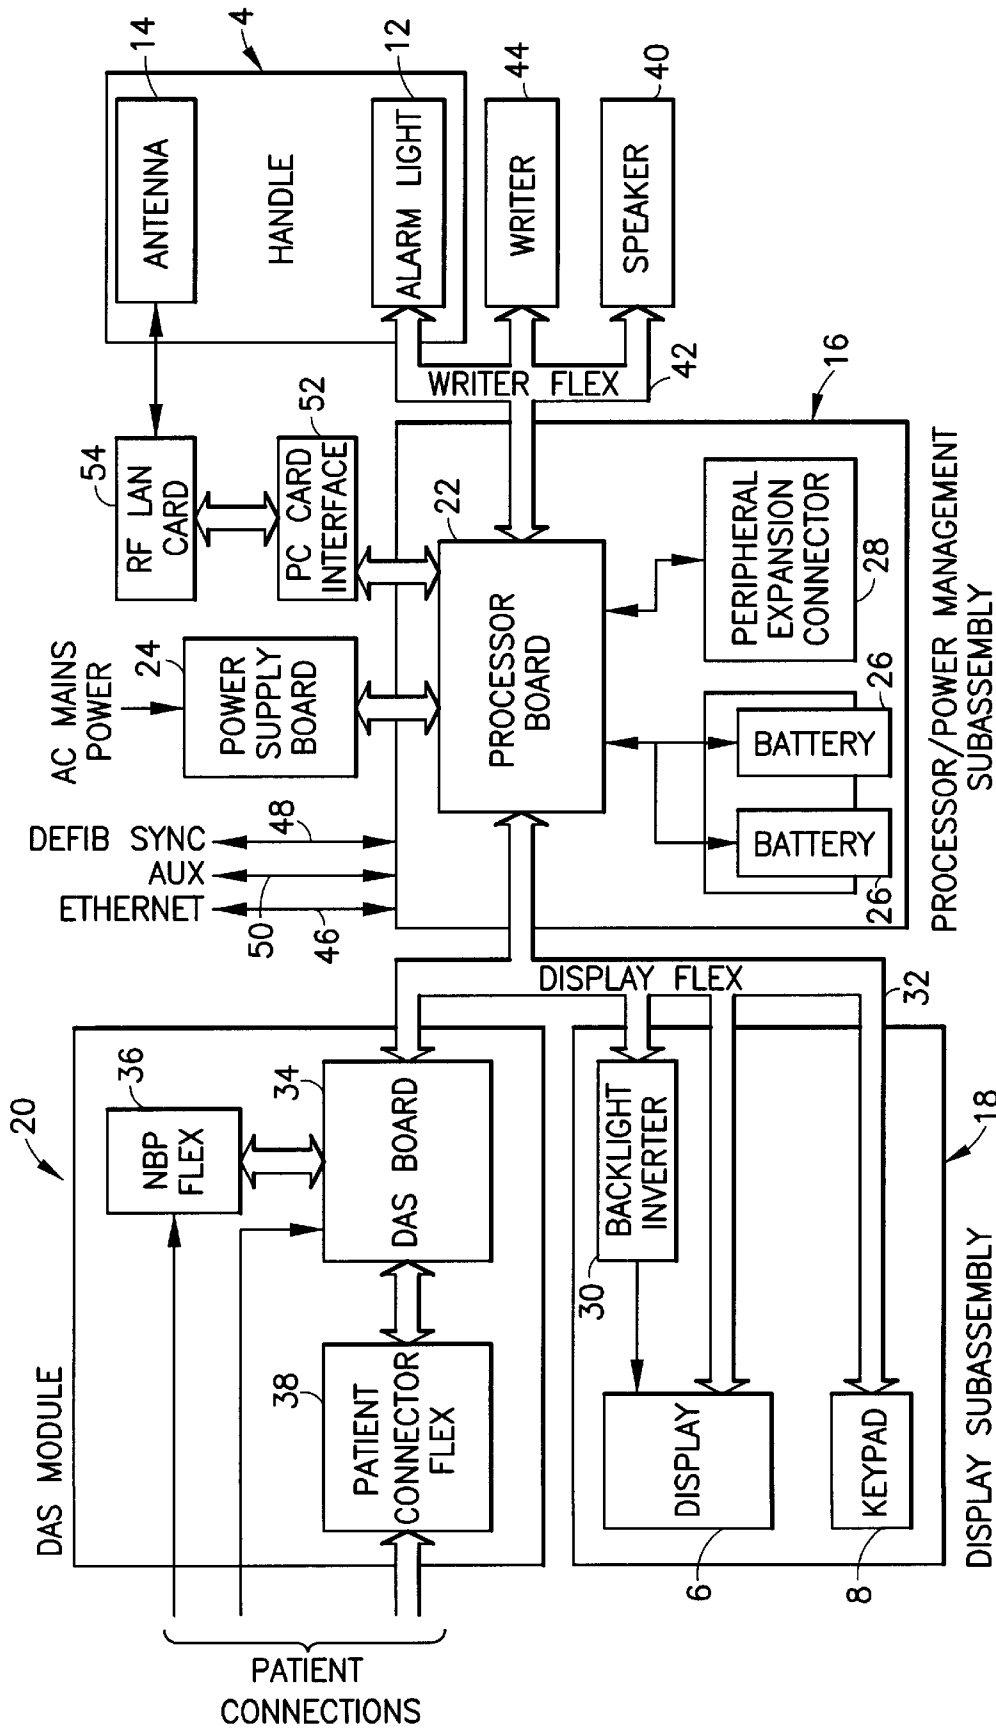 DAS MODULE
20
PATIENT
CONNECTIONS
36
NBP
FLEX
34
DAS BOARD
38
PATIENT
CONNECTOR
FLEX
DISPLAY FLEX
32
30
BACKLIGHT
INVERTER
DISPLAY
6
KEYPAD
8
18
DISPLAY SUBASSEMBLY
ETHERNET
46
AUX
50
DEFIB SYNC
48
AC MAINS
POWER
24
POWER
SUPPLY
BOARD
54
RF LAN
CARD
52
PC CARD
INTERFACE
22
PROCESSOR
BOARD
BATTERY
26
BATTERY
26
PERIPHERAL
EXPANSION
CONNECTOR
28
16
PROCESSOR/POWER MANAGEMENT
SUBASSEMBLY
WRITER FLEX
42
4
14
ANTENNA
HANDLE
12
ALARM LIGHT
44
WRITER
40
SPEAKER